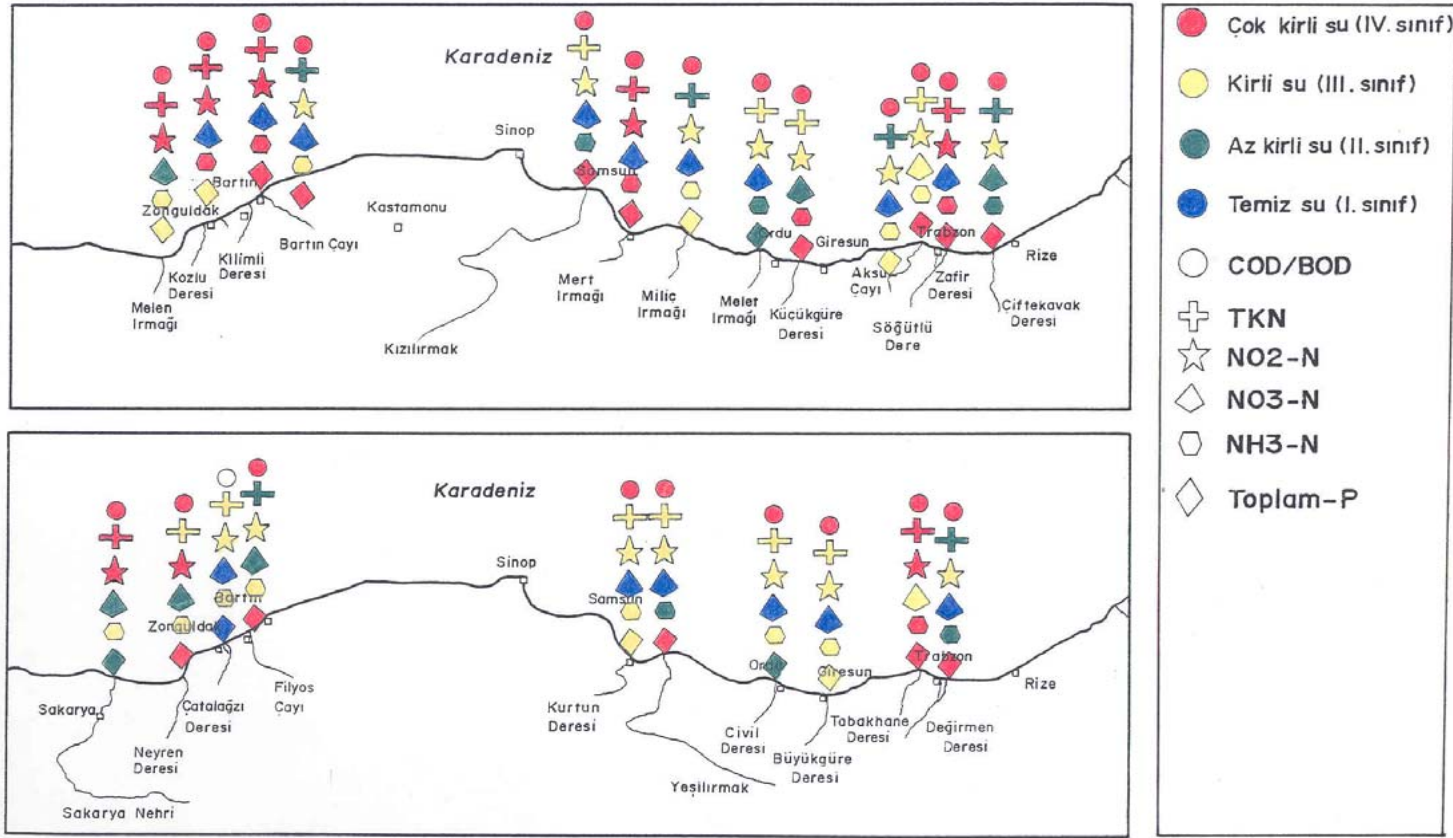 Karadeniz
Sinop
Samsun
Bartın
Zonguldak
Kastamonu
Bartın Çayı
Kilimli
Deresi
Kozlu
Deresi
Melen
Irmağı
Kızılırmak
Mert
Irmağı
Miliç
Irmağı
Ordu
Melet
Irmağı
Giresun
Küçükgüre
Deresi
Aksu
Çayı
Trabzon
Zafir
Deresi
Söğütlü
Dere
Rize
Çiftekavak
Deresi
Karadeniz
Sinop
Samsun
Bartın
Zonguldak
Filyos
Çayı
Çatalağzı
Deresi
Sakarya
Neyren
Deresi
Sakarya Nehri
Kurtun
Deresi
Yeşilırmak
Ordu
Civil
Deresi
Giresun
Büyükgüre
Deresi
Trabzon
Tabakhane
Deresi
Değirmen
Deresi
Rize
Çok kirli su (IV. sınıf)
Kirli su (III. sınıf)
Az kirli su (II. sınıf)
Temiz su (I. sınıf)
COD/BOD
TKN
NO2-N
NO3-N
NH3-N
Toplam-P